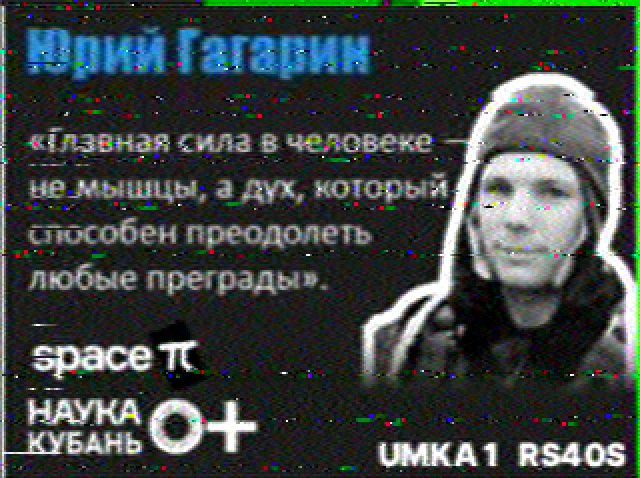 Юрий Гагарин
«Главная сила в человеке —
не мышцы, а дух, который
способен преодолеть
любые преграды».
space π
НАУКА 0+
КУБАНЬ
UMKA1 RS40S